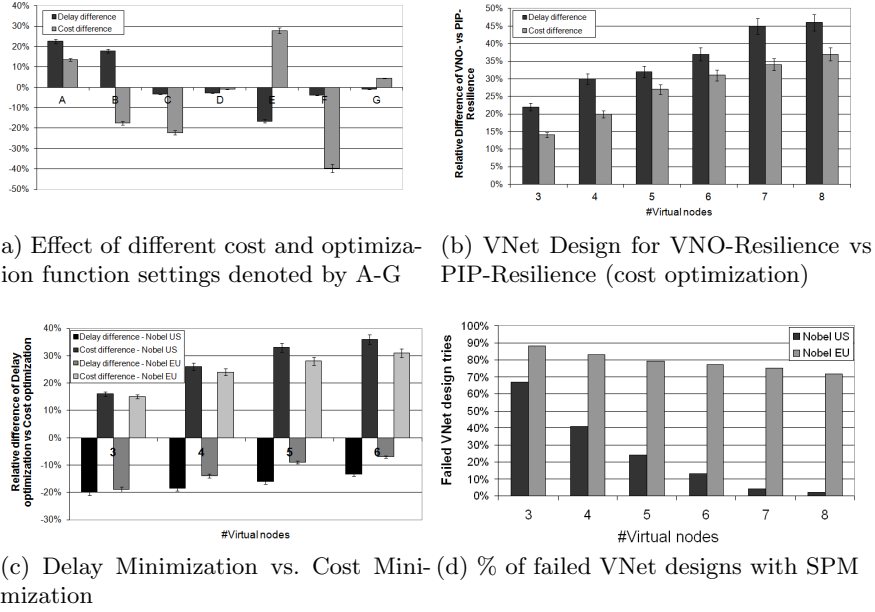 40%
30%
20%
10%
0%
-10%
-20%
-30%
-40%
-50%
Delay difference
Cost difference
A B C D E F G
a) Effect of different cost and optimiza-
ion function settings denoted by A-G
Relative Difference of VNO- vs PIP-
Resilience
50%
45%
40%
35%
30%
25%
20%
15%
10%
5%
0%
Delay difference
Cost difference
3 4 5 6 7 8
#Virtual nodes
(b) VNet Design for VNO-Resilience vs
PIP-Resilience (cost optimization)
Relative difference of Delay
optimization vs Cost optimization
40%
30%
20%
10%
0%
-10%
-20%
-30%
Delay difference - Nobel US
Cost difference - Nobel US
Delay difference - Nobel EU
Cost difference - Nobel EU
3 4 5 6
#Virtual nodes
(c) Delay Minimization vs. Cost Mini-
mization
Failed VNet design tries
100%
90%
80%
70%
60%
50%
40%
30%
20%
10%
0%
Nobel US
Nobel EU
3 4 5 6 7 8
#Virtual nodes
(d) % of failed VNet designs with SPM